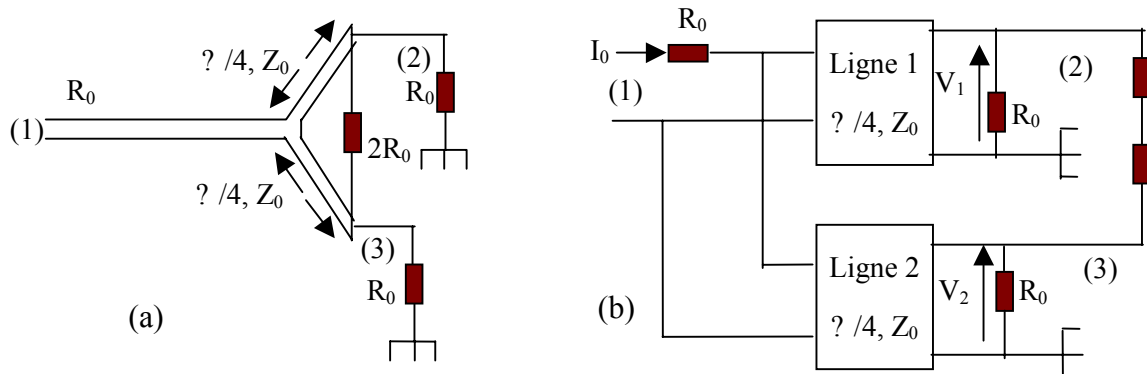 ? /4, Z₀
(2)
R₀
R₀
(1)
2R₀
? /4, Z₀
(3)
R₀
(a)
R₀
I₀
(1)
Ligne 1
? /4, Z₀
V₁
R₀
(2)
Ligne 2
? /4, Z₀
V₂
R₀
(3)
(b)